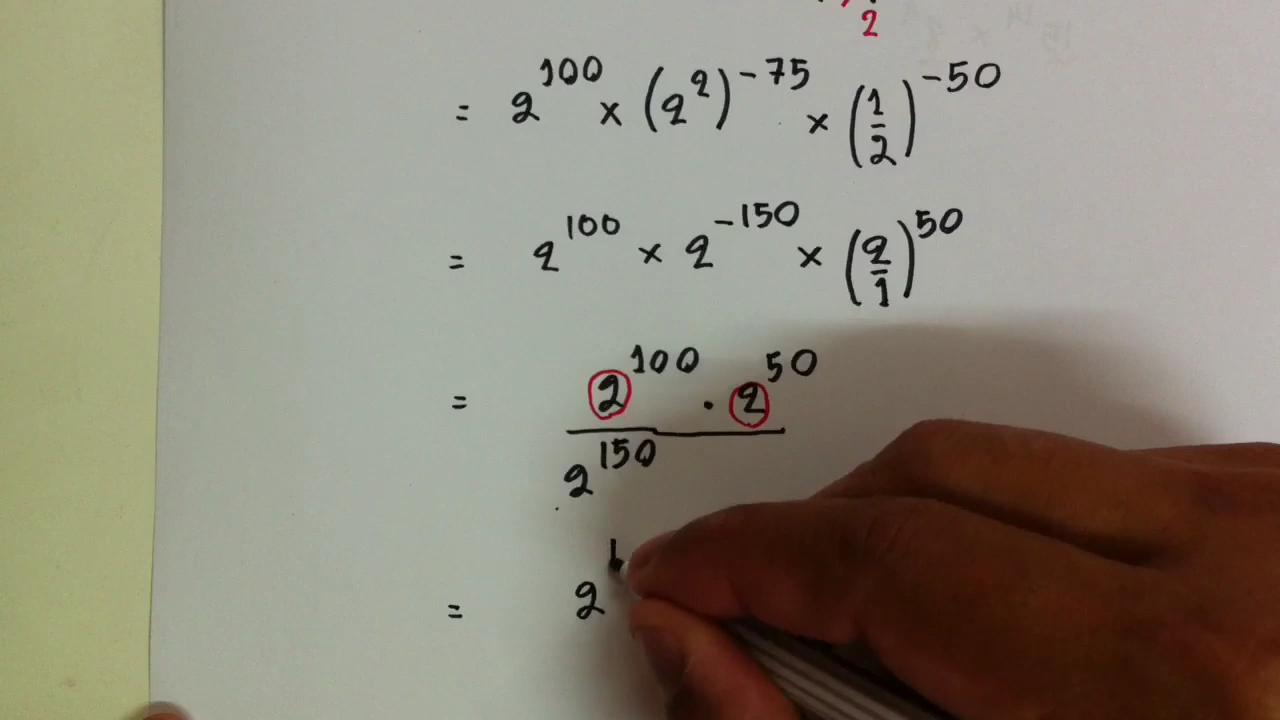 2
= 2^100 × (2^2)^-75 × (1/2)^-50
= 2^100 × 2^-150 × (2/1)^50
= 2^100 · 2^50 / 2^150
= 2^1